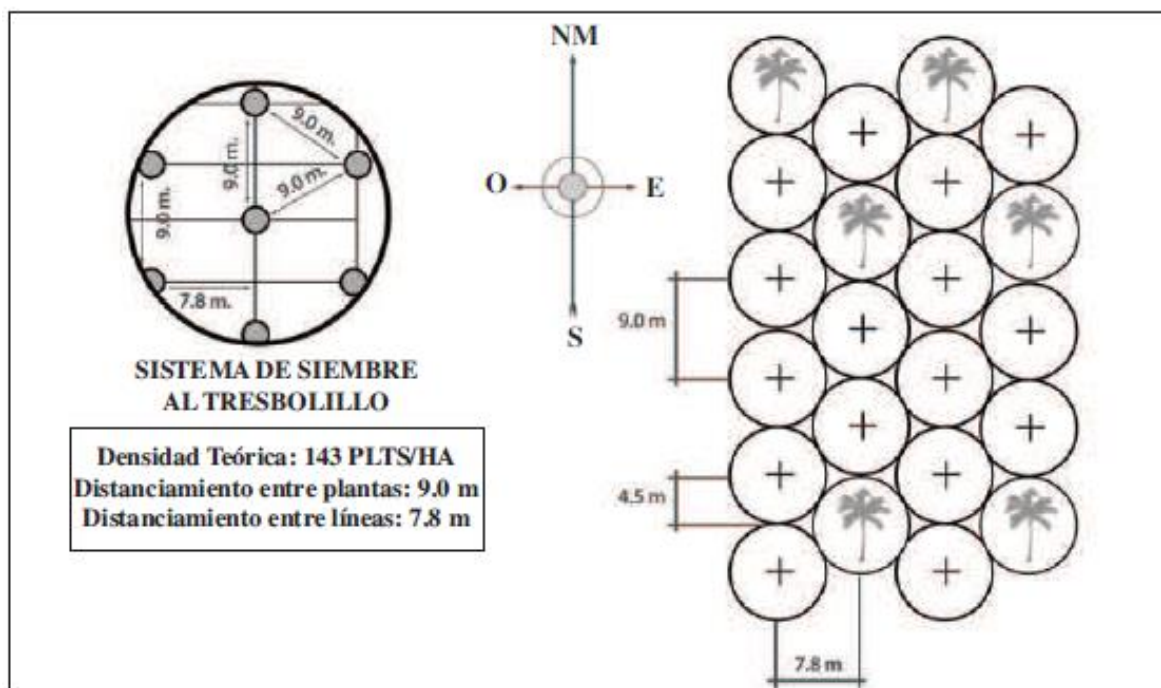 NM
O
E
S
9.0 m.
9.0 m.
9.0 m.
9.0 m.
7.8 m.
SISTEMA DE SIEMBRE
AL TRESBOLILLO
Densidad Teórica: 143 PLTS/HA
Distanciamiento entre plantas: 9.0 m
Distanciamiento entre líneas: 7.8 m
9.0 m
4.5 m
7.8 m